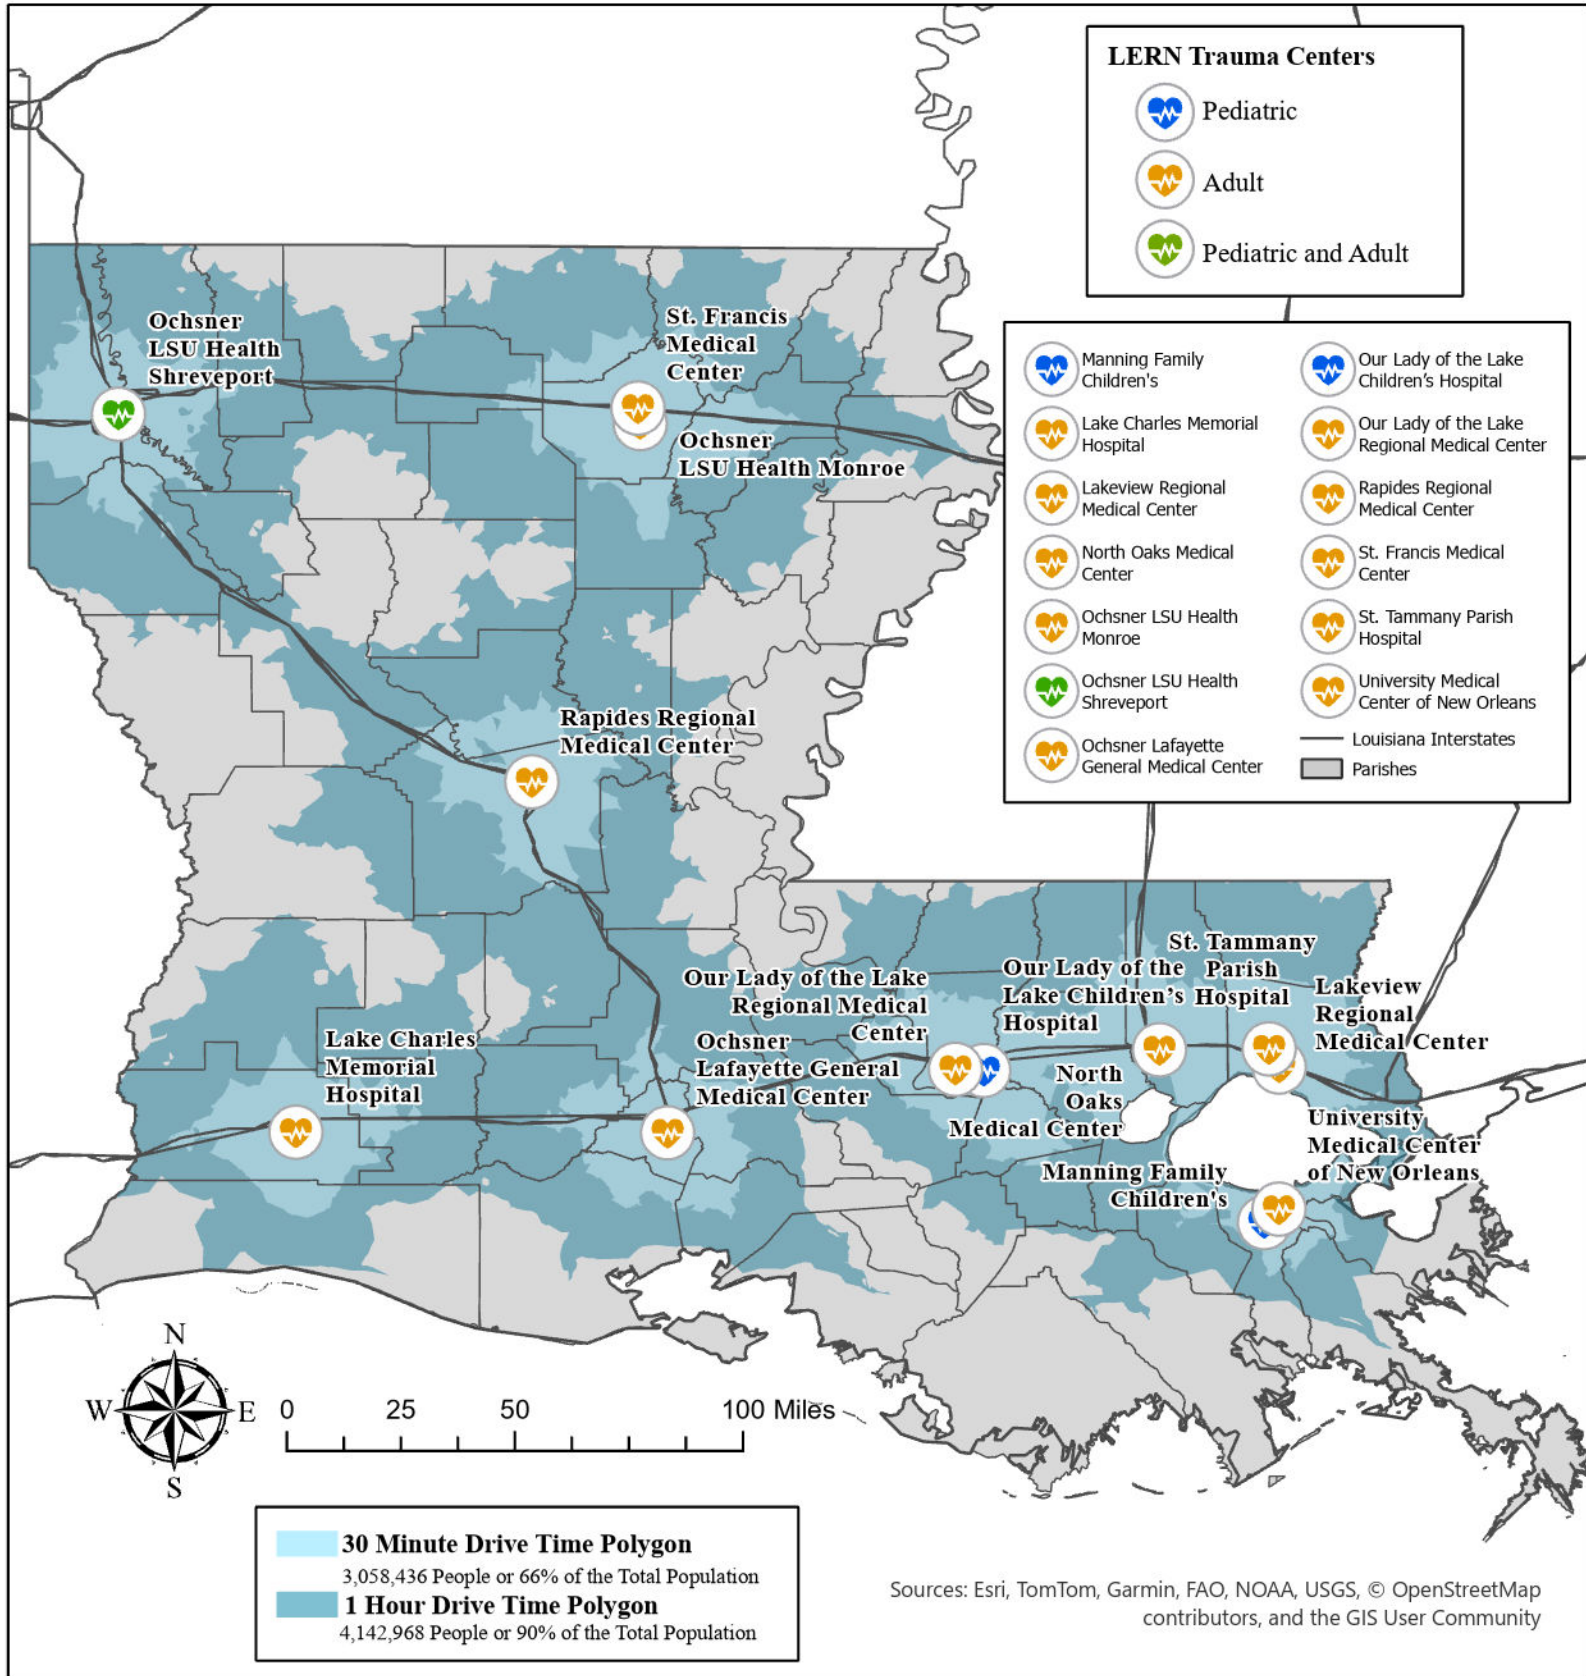 LERN Trauma Centers
Pediatric
Adult
Pediatric and Adult
Manning Family
Children's
Lake Charles Memorial
Hospital
Lakeview Regional
Medical Center
North Oaks Medical
Center
Ochsner LSU Health
Monroe
Ochsner LSU Health
Shreveport
Ochsner Lafayette
General Medical Center
Our Lady of the Lake
Children's Hospital
Our Lady of the Lake
Regional Medical Center
Rapides Regional
Medical Center
St. Francis Medical
Center
St. Tammany Parish
Hospital
University Medical
Center of New Orleans
Louisiana Interstates
Parishes
Ochsner
LSU Health
Shreveport
St. Francis
Medical
Center
Ochsner
LSU Health Monroe
Rapides Regional
Medical Center
Our Lady of the Lake
Regional Medical
Center
Our Lady of the
Lake Children's
Hospital
St. Tammany
Parish
Hospital
Lakeview
Regional
Medical Center
Lake Charles
Memorial
Hospital
Ochsner
Lafayette General
Medical Center
North
Oaks
Medical Center
University
Medical Center
of New Orleans
Manning Family
Children's
N
W
E
S
0 25 50 100 Miles
30 Minute Drive Time Polygon
3,058,436 People or 66% of the Total Population
1 Hour Drive Time Polygon
4,142,968 People or 90% of the Total Population
Sources: Esri, TomTom, Garmin, FAO, NOAA, USGS, © OpenStreetMap
contributors, and the GIS User Community